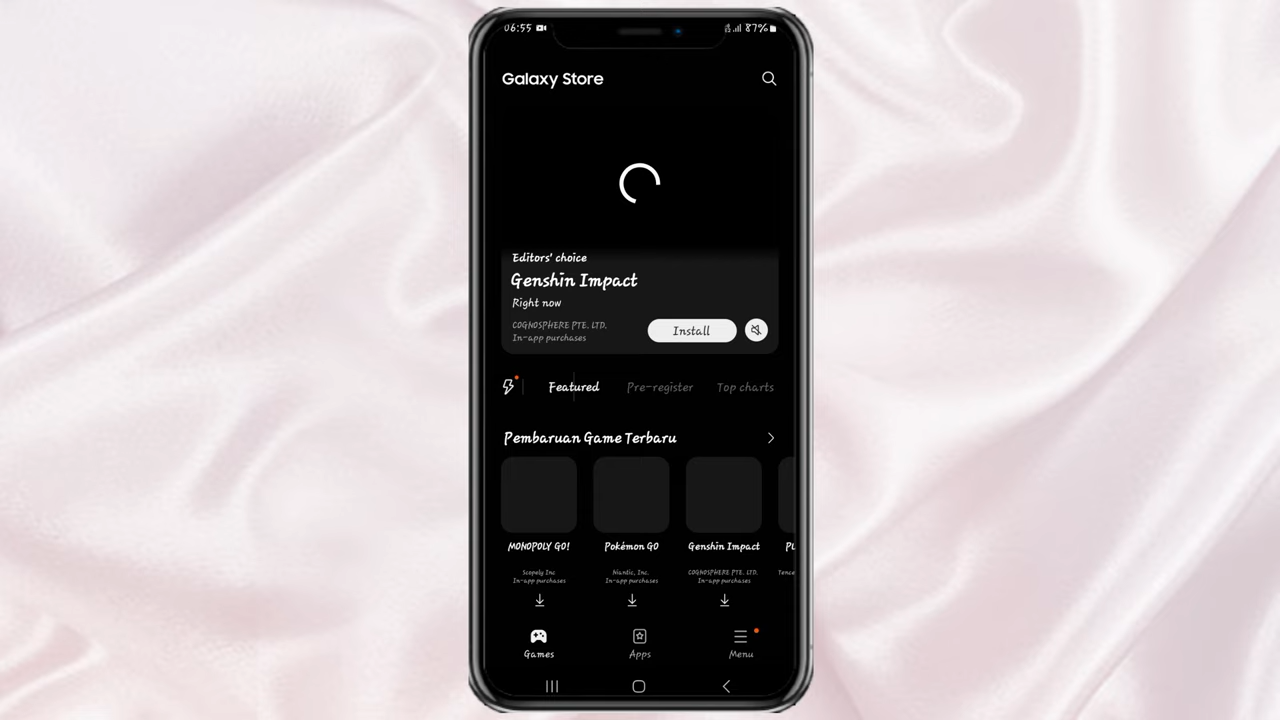 06:55
87%
Galaxy Store
Editors' choice
Genshin Impact
Right now
COGNOSPHERE PTE. LTD.
In-app purchases
Install
Featured
Pre-register
Top charts
Pembaruan Game Terbaru
MONOPOLY GO!
Pokémon GO
Genshin Impact
Scopely Inc
Niantic, Inc.
COGNOSPHERE PTE. LTD.
In-app purchases
In-app purchases
In-app purchases
Games
Apps
Menu